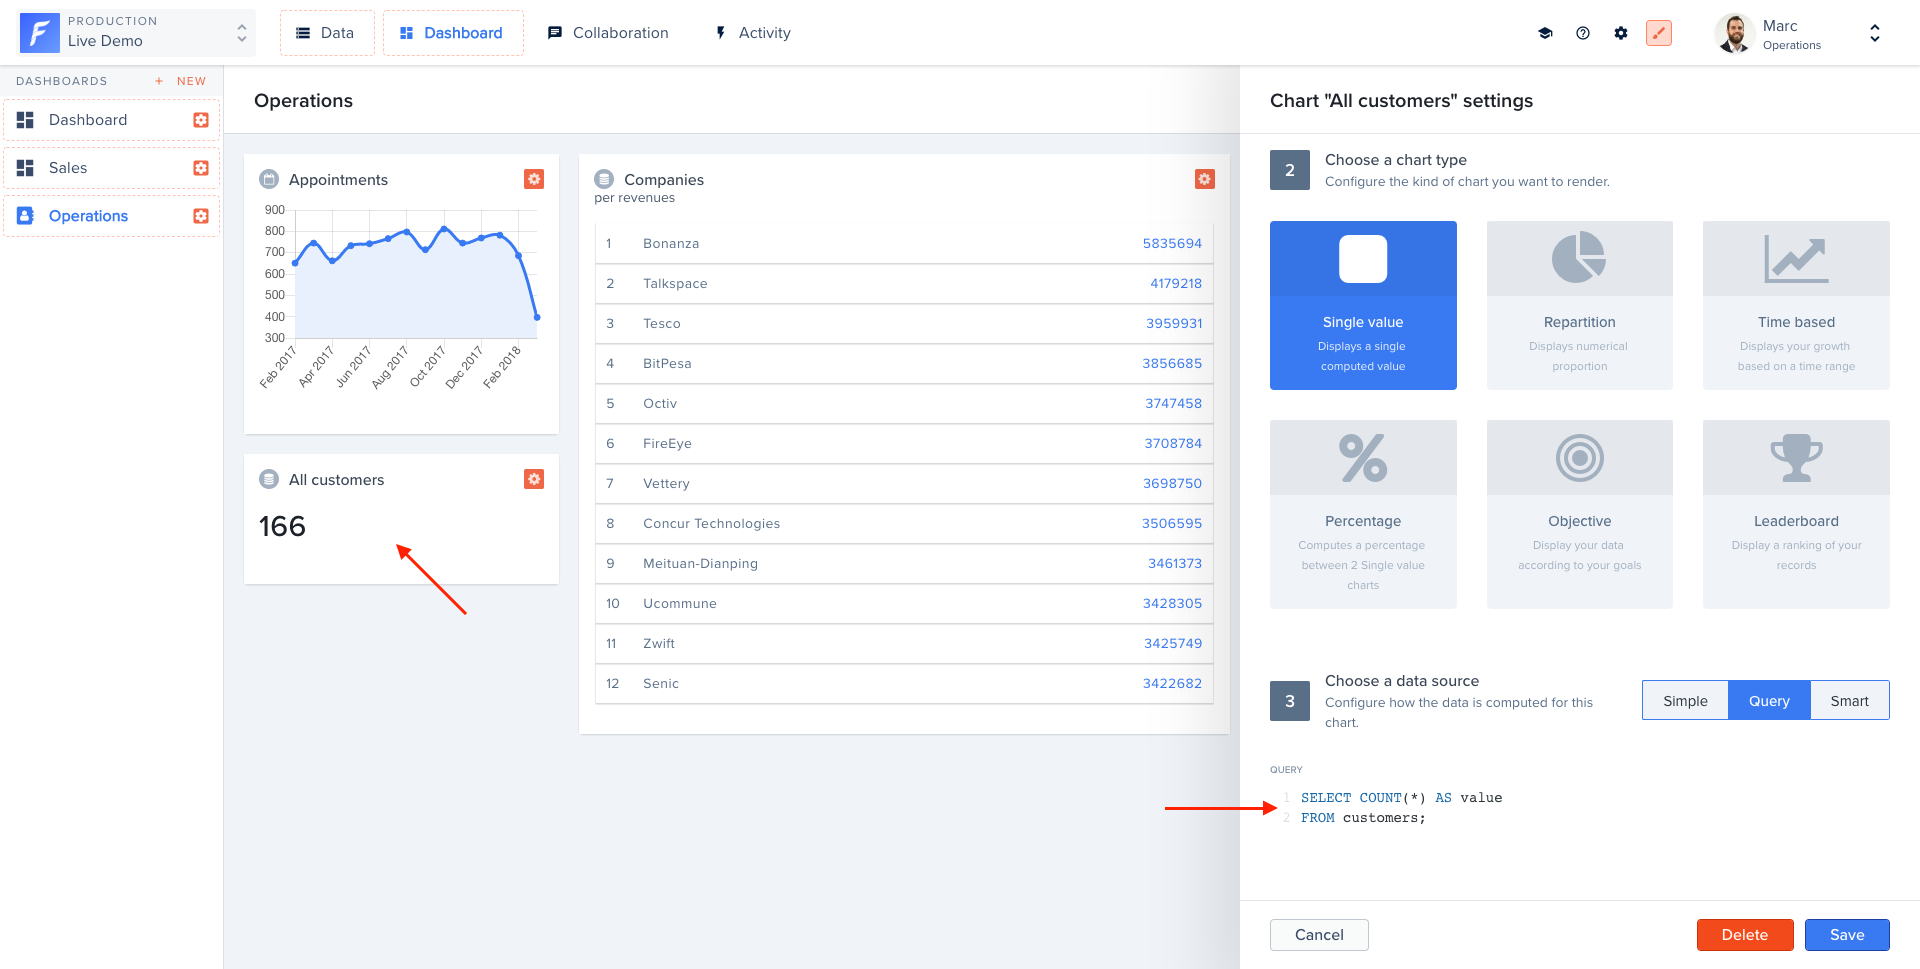 PRODUCTION
Live Demo
Data
Dashboard
Collaboration
Activity
Marc
Operations
DASHBOARDS
+ NEW
Dashboard
Sales
Operations
Operations
Appointments
900
800
700
600
500
400
300
Feb 2017
Apr 2017
Jun 2017
Aug 2017
Oct 2017
Dec 2017
Feb 2018
All customers
166
Companies
per revenues
1 Bonanza 5835694
2 Talkspace 4179218
3 Tesco 3959931
4 BitPesa 3856685
5 Octiv 3747458
6 FireEye 3708784
7 Vettery 3698750
8 Concur Technologies 3506595
9 Meituan-Dianping 3461373
10 Ucommune 3428305
11 Zwift 3425749
12 Senic 3422682
Chart "All customers" settings
2
Choose a chart type
Configure the kind of chart you want to render.
Single value
Displays a single
computed value
Repartition
Displays numerical
proportion
Time based
Displays your growth
based on a time range
%
Percentage
Computes a percentage
between 2 Single value
charts
Objective
Display your data
according to your goals
Leaderboard
Display a ranking of your
records
3
Choose a data source
Configure how the data is computed for this
chart.
Simple
Query
Smart
QUERY
1 SELECT COUNT(*) AS value
2 FROM customers;
Cancel
Delete
Save